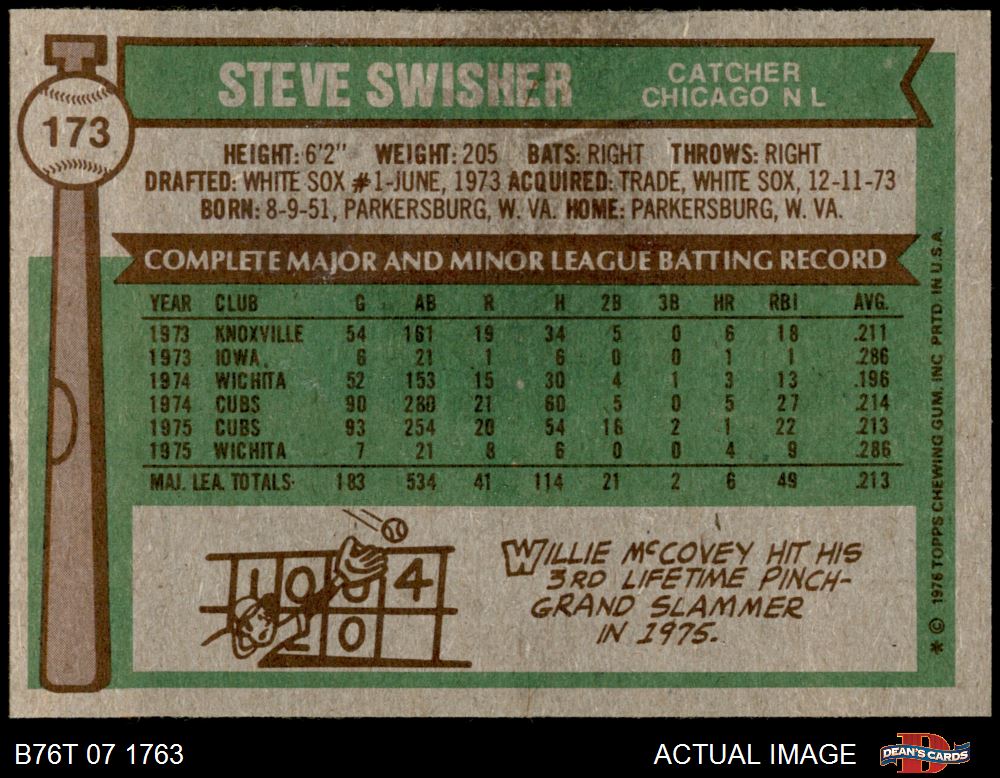 STEVE SWISHER
CATCHER
CHICAGO N L
173
HEIGHT: 6'2" WEIGHT: 205 BATS: RIGHT THROWS: RIGHT
DRAFTED: WHITE SOX #1-JUNE, 1973 ACQUIRED: TRADE, WHITE SOX, 12-11-73
BORN: 8-9-51, PARKERSBURG, W. VA. HOME: PARKERSBURG, W. VA.
COMPLETE MAJOR AND MINOR LEAGUE BATTING RECORD
YEAR CLUB G AB R H 2B 3B HR RBI AVG.
1973 KNOXVILLE 54 161 19 34 5 0 6 18 .211
1973 IOWA 6 21 1 6 0 0 1 1 .286
1974 WICHITA 52 153 15 30 4 1 3 13 .196
1974 CUBS 90 280 21 60 5 0 5 27 .214
1975 CUBS 93 254 20 54 16 2 1 22 .213
1975 WICHITA 7 21 8 6 0 0 4 9 .286
MAJ. LEA. TOTALS 183 534 41 114 21 2 6 49 .213
1 0 0 4
2 0
WILLIE McCOVEY HIT HIS
3RD LIFETIME PINCH-
GRAND SLAMMER
IN 1975.
* © 1976 TOPPS CHEWING GUM, INC PRTD. IN U.S.A.
B76T 07 1763
ACTUAL IMAGE
DEAN'S CARDS